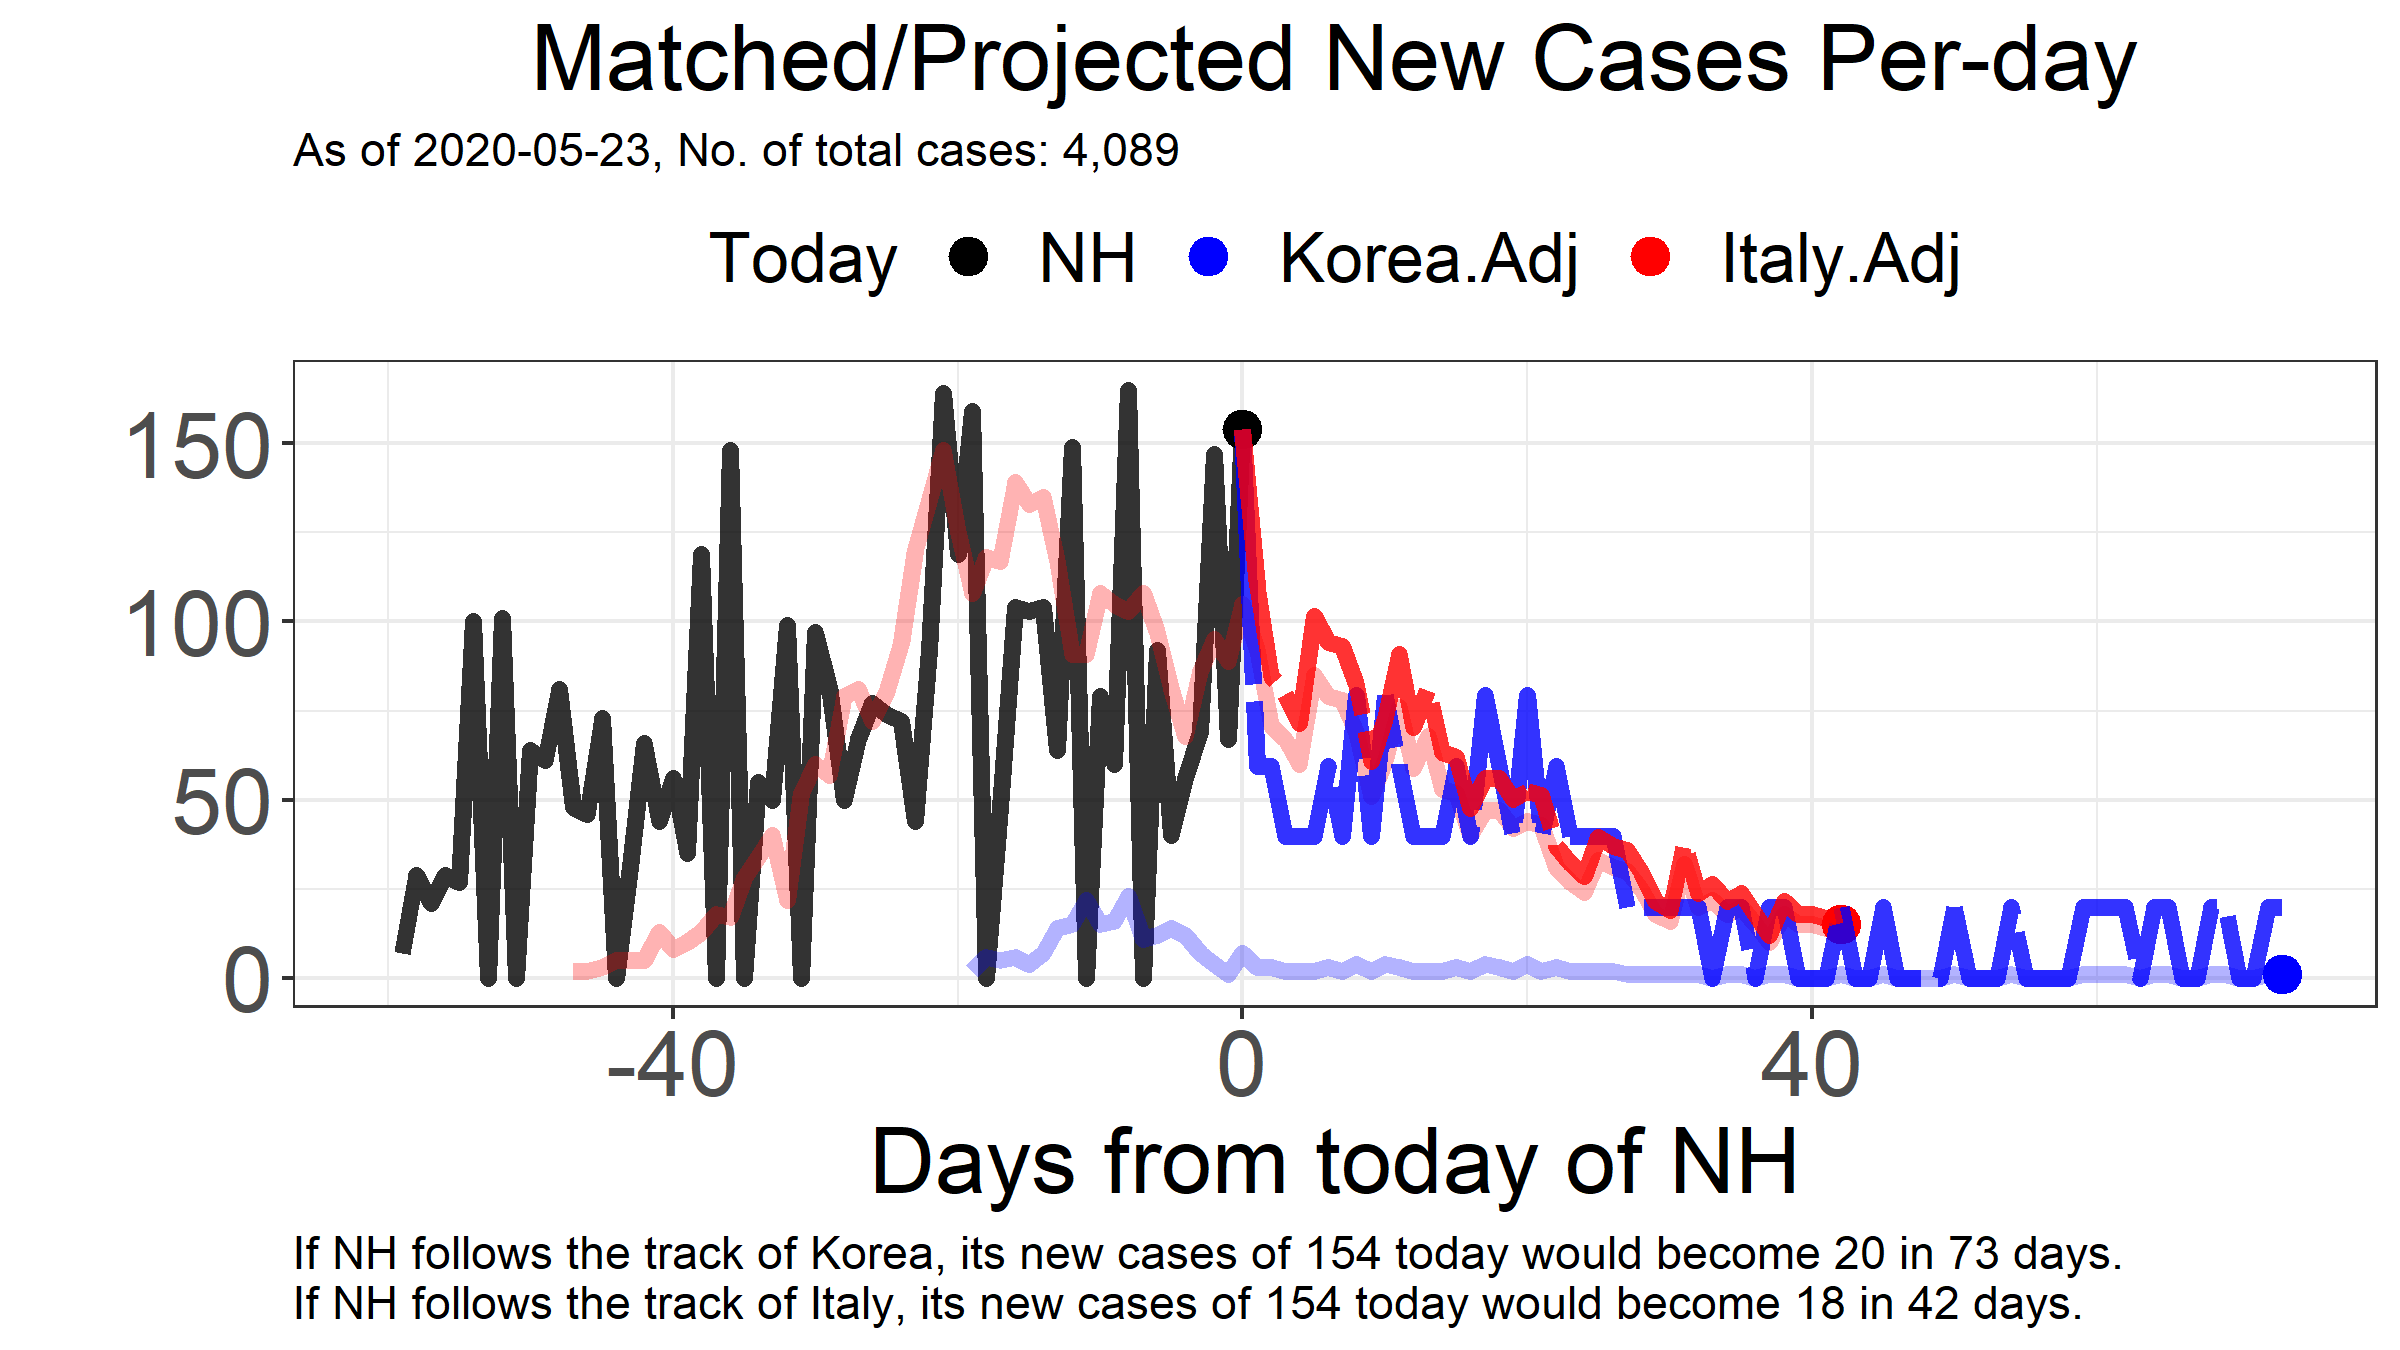 Matched/Projected New Cases Per-day
As of 2020-05-23, No. of total cases: 4,089
Today NH Korea.Adj Italy.Adj
150
100
50
0
-40 0 40
Days from today of NH
If NH follows the track of Korea, its new cases of 154 today would become 20 in 73 days.
If NH follows the track of Italy, its new cases of 154 today would become 18 in 42 days.